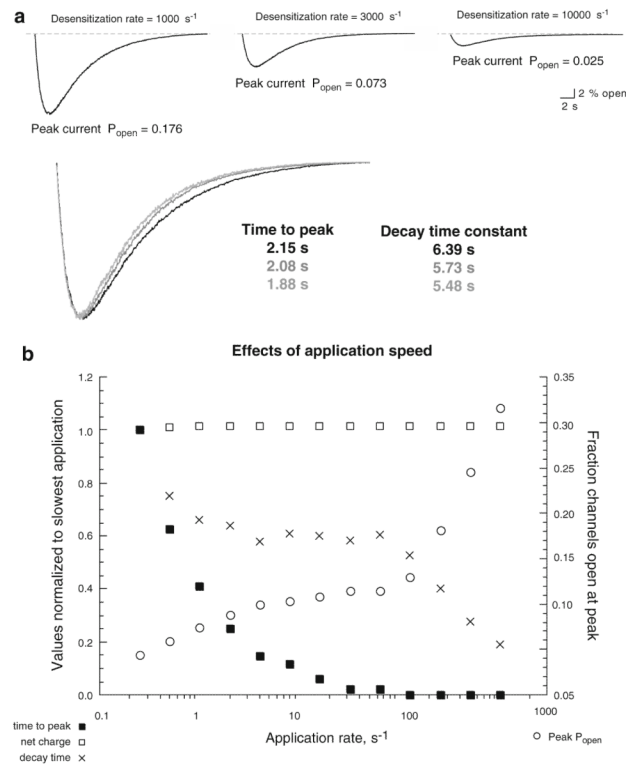 a
Desensitization rate = 1000 s-1
Desensitization rate = 3000 s-1
Desensitization rate = 10000 s-1
Peak current Popen = 0.176
Peak current Popen = 0.073
Peak current Popen = 0.025
2 % open
2 s
Time to peak
2.15 s
2.08 s
1.88 s
Decay time constant
6.39 s
5.73 s
5.48 s
b
Effects of application speed
Values normalized to slowest application
1.2
1.0
0.8
0.6
0.4
0.2
0.0
0.35
0.30
0.25
0.20
0.15
0.10
0.05
Fraction channels open at peak
0.1
1
10
100
1000
Application rate, s-1
time to peak
net charge
decay time
Peak Popen